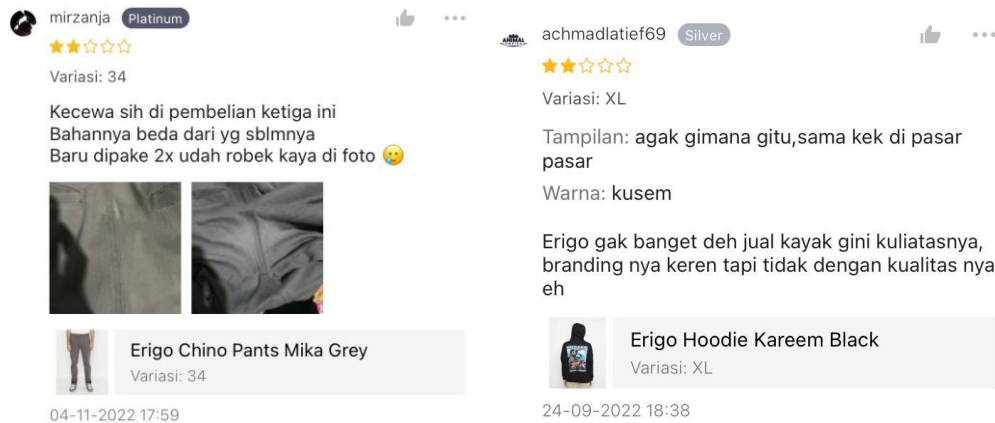 mirzanja Platinum
Variasi: 34
Kecewa sih di pembelian ketiga ini
Bahannya beda dari yg sblmnya
Baru dipake 2x udah robek kaya di foto 🥲
Erigo Chino Pants Mika Grey
Variasi: 34
04-11-2022 17:59
ANIMAL
achmadlatief69 Silver
Variasi: XL
Tampilan: agak gimana gitu,sama kek di pasar
pasar
Warna: kusem
Erigo gak banget deh jual kayak gini kuliatasnya,
branding nya keren tapi tidak dengan kualitas nya
eh
Erigo Hoodie Kareem Black
Variasi: XL
24-09-2022 18:38